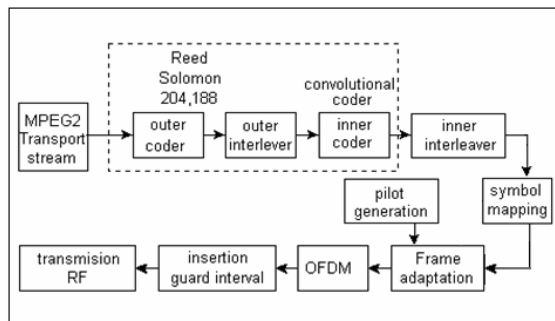 Reed
Solomon
204,188
convolutional
coder
MPEG2
Transport
stream
outer
coder
outer
interlever
inner
coder
inner
interleaver
pilot
generation
symbol
mapping
transmision
RF
insertion
guard interval
OFDM
Frame
adaptation